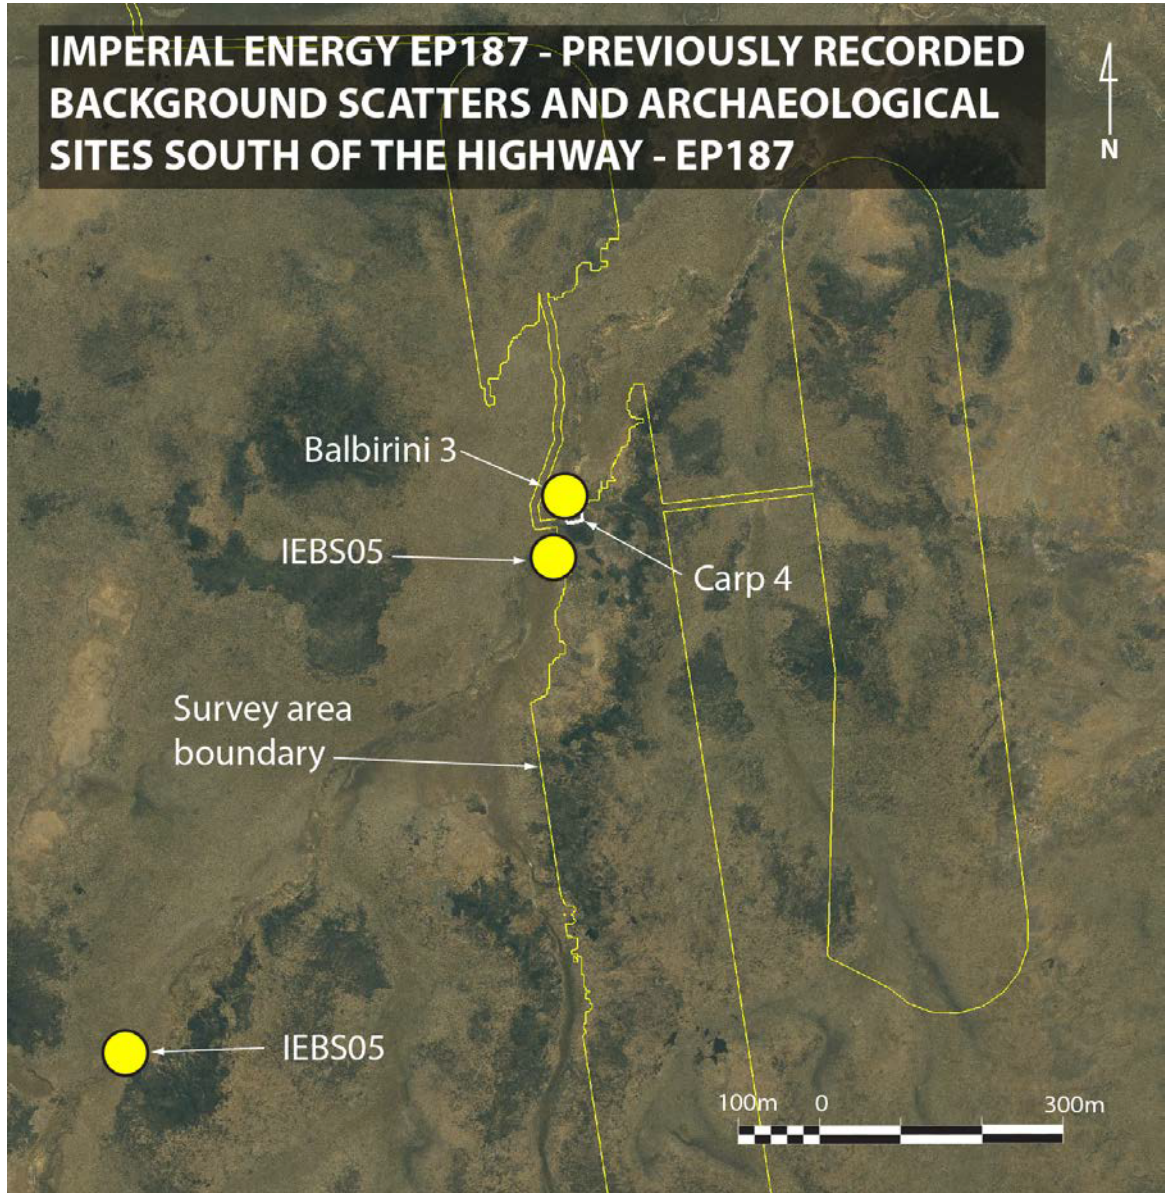 IMPERIAL ENERGY EP187 - PREVIOUSLY RECORDED
BACKGROUND SCATTERS AND ARCHAEOLOGICAL
SITES SOUTH OF THE HIGHWAY - EP187
N
Balbirini 3
IEBS05
Carp 4
Survey area
boundary
IEBS05
100m 0 300m